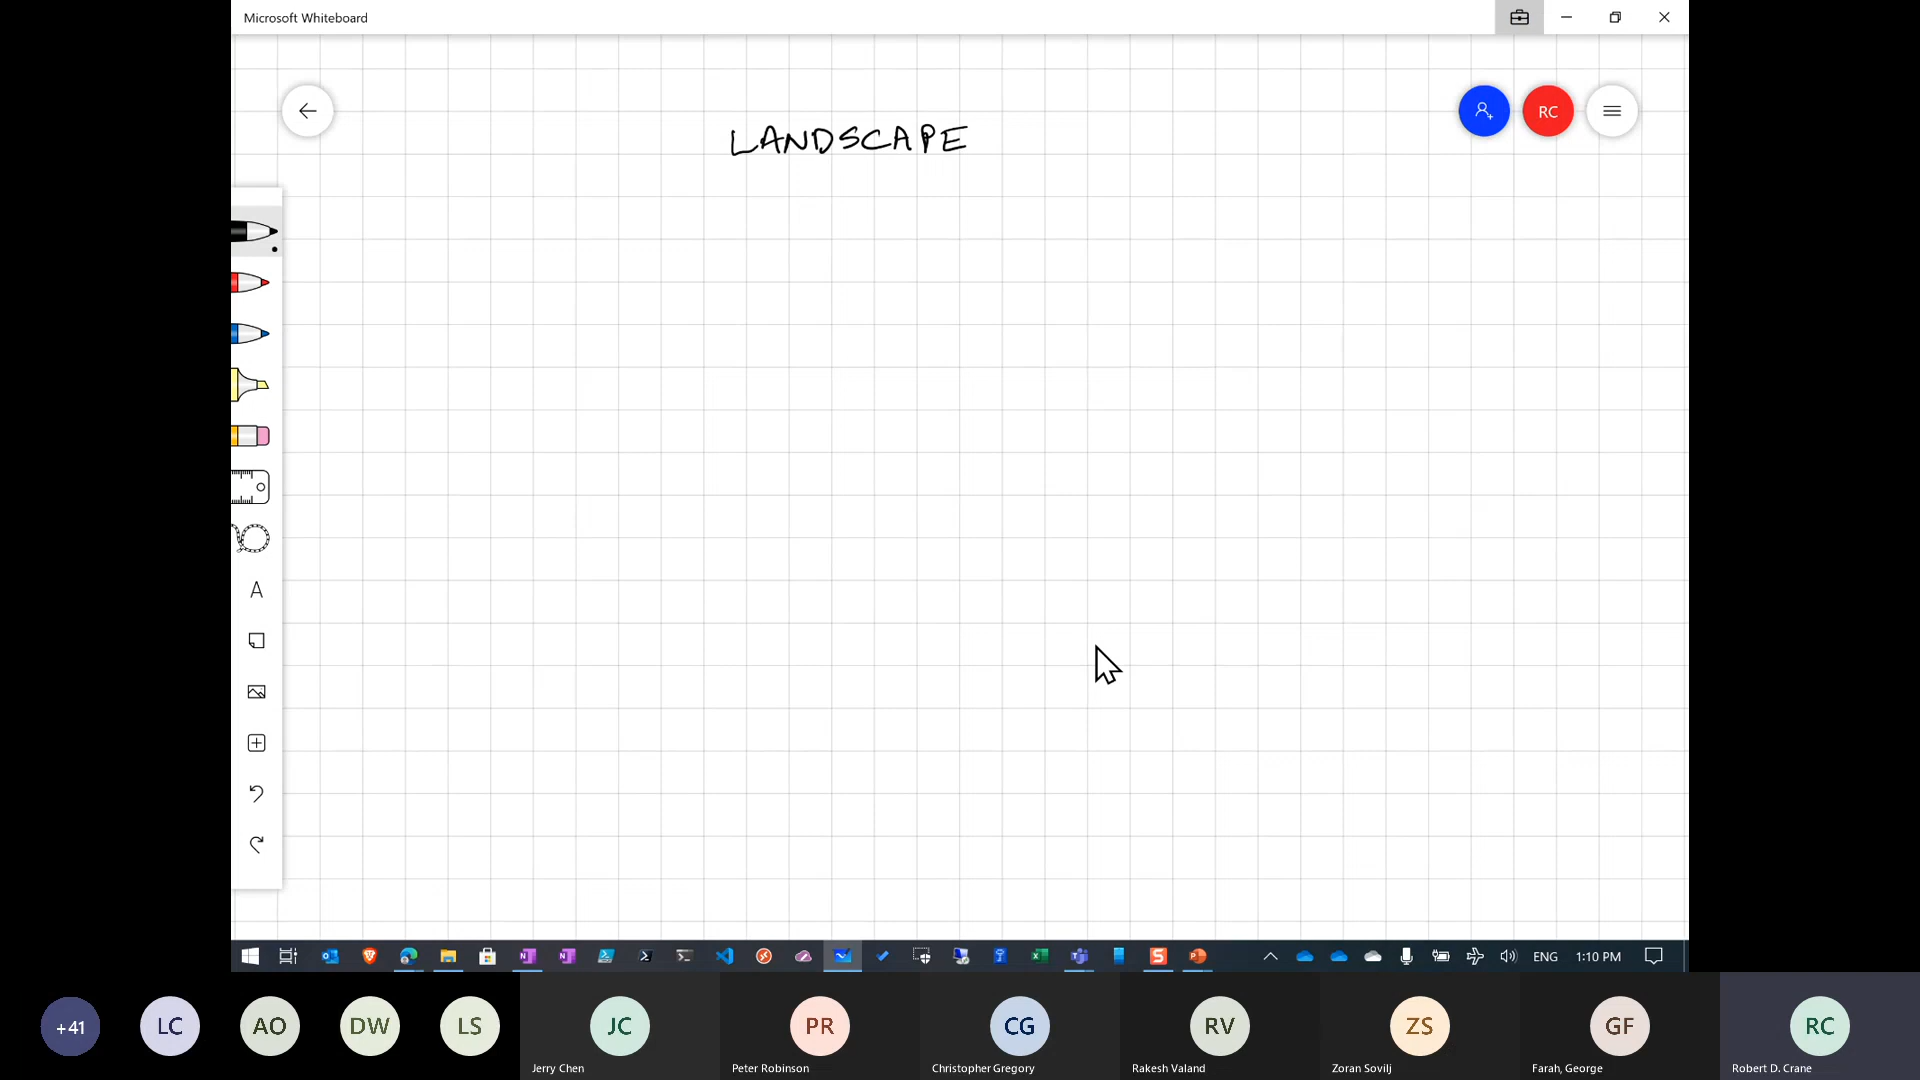 Microsoft Whiteboard
RC
LANDSCAPE
A
ENG
1:10 PM
+41
LC
AO
DW
LS
JC
PR
CG
RV
ZS
GF
RC
Jerry Chen
Peter Robinson
Christopher Gregory
Rakesh Valand
Zoran Sovilj
Farah, George
Robert D. Crane